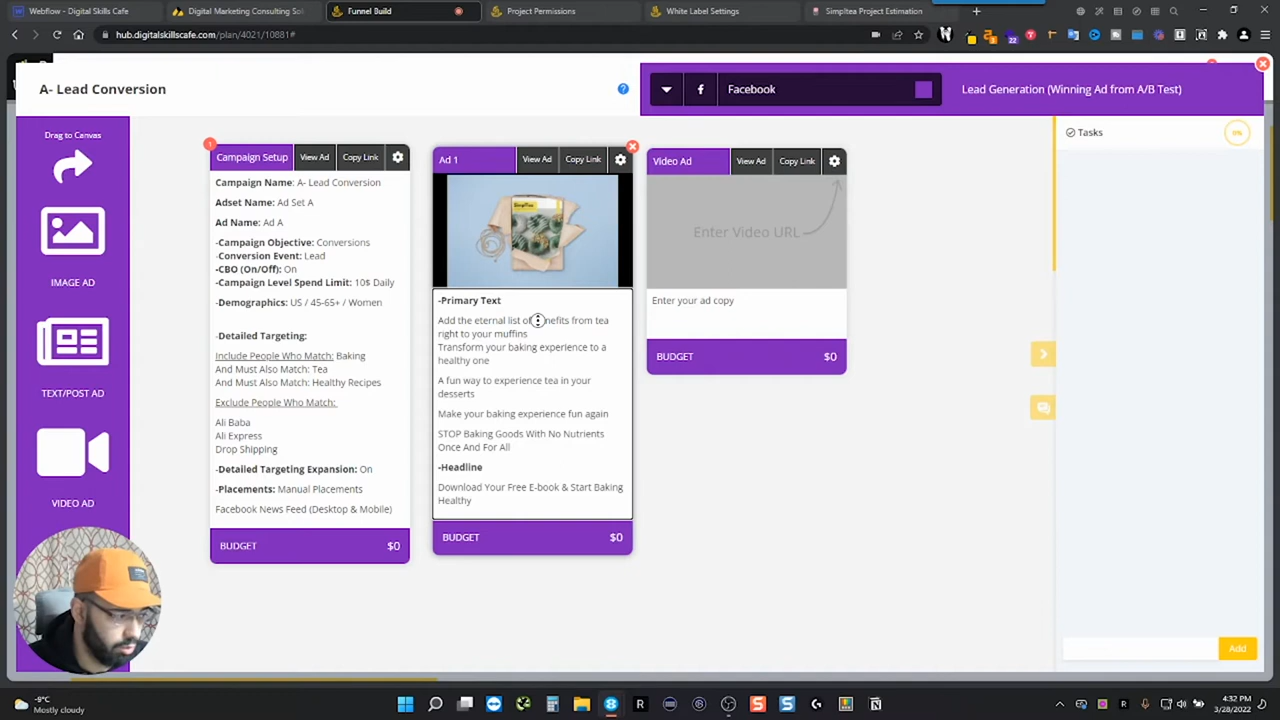 Webflow - Digital Skills Cafe
Digital Marketing Consulting Sol
Funnel Build
Project Permissions
White Label Settings
Simpltea Project Estimation
hub.digitalskillscafe.com/plan/4021/10881#
A- Lead Conversion
Facebook
Lead Generation (Winning Ad from A/B Test)
Drag to Canvas
IMAGE AD
TEXT/POST AD
VIDEO AD
1
Campaign Setup
View Ad
Copy Link
Campaign Name: A- Lead Conversion
Adset Name: Ad Set A
Ad Name: Ad A
-Campaign Objective: Conversions
-Conversion Event: Lead
-CBO (On/Off): On
-Campaign Level Spend Limit: 10$ Daily
-Demographics: US / 45-65+ / Women
-Detailed Targeting:
Include People Who Match: Baking
And Must Also Match: Tea
And Must Also Match: Healthy Recipes
Exclude People Who Match:
Ali Baba
Ali Express
Drop Shipping
-Detailed Targeting Expansion: On
-Placements: Manual Placements
Facebook News Feed (Desktop & Mobile)
BUDGET
$0
Ad 1
View Ad
Copy Link
-Primary Text
Add the eternal list of benefits from tea
right to your muffins
Transform your baking experience to a
healthy one
A fun way to experience tea in your
desserts
Make your baking experience fun again
STOP Baking Goods With No Nutrients
Once And For All
-Headline
Download Your Free E-book & Start Baking
Healthy
BUDGET
$0
Video Ad
View Ad
Copy Link
Enter Video URL
Enter your ad copy
BUDGET
$0
Tasks
0%
Add
-9°C
Mostly cloudy
4:32 PM
3/28/2022